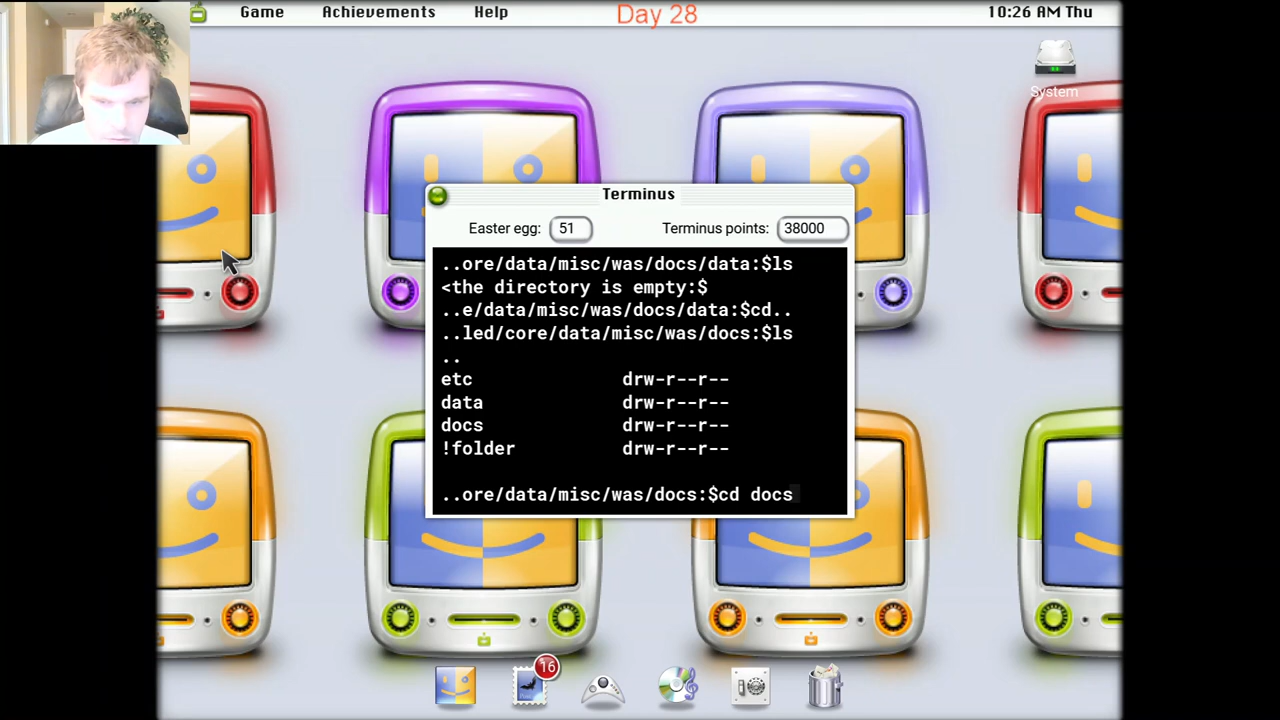 Game Achievements Help Day 28 10:26 AM Thu
System
Terminus
Easter egg: 51 Terminus points: 38000
..ore/data/misc/was/docs/data:$ls
<the directory is empty:$
..e/data/misc/was/docs/data:$cd..
..led/core/data/misc/was/docs:$ls
..
etc drw-r--r--
data drw-r--r--
docs drw-r--r--
!folder drw-r--r--
..ore/data/misc/was/docs:$cd docs
16